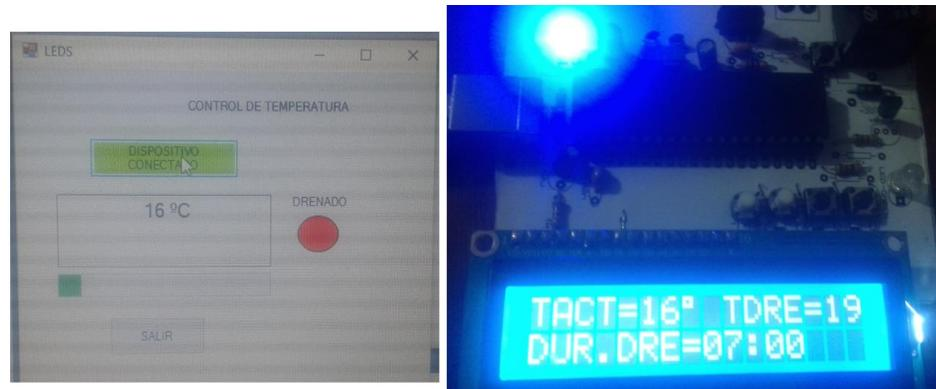 LEDS
CONTROL DE TEMPERATURA
DISPOSITIVO
CONECTADO
16 ºC
DRENADO
SALIR
TACT=16° TDRE=19
DUR.DRE=07:00